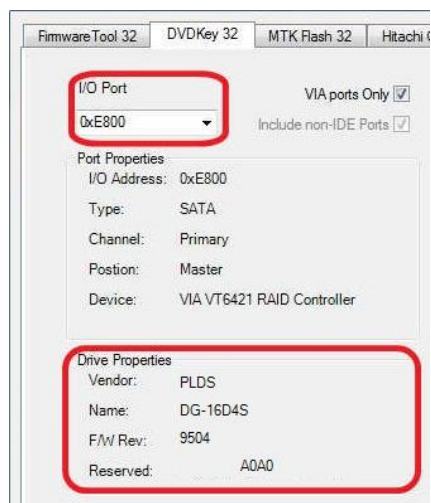 FirmwareTool 32 DVDKey 32 MTK Flash 32 Hitachi
I/O Port
VIA ports Only
0xE800
Include non-IDE Ports
Port Properties
I/O Address: 0xE800
Type: SATA
Channel: Primary
Postion: Master
Device: VIA VT6421 RAID Controller
Drive Properties
Vendor: PLDS
Name: DG-16D4S
F/W Rev: 9504
Reserved: A0A0